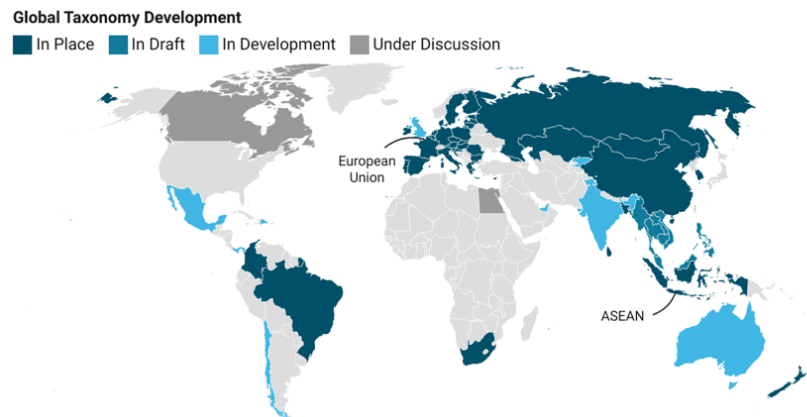 Global Taxonomy Development
In Place In Draft In Development Under Discussion
European
Union
ASEAN